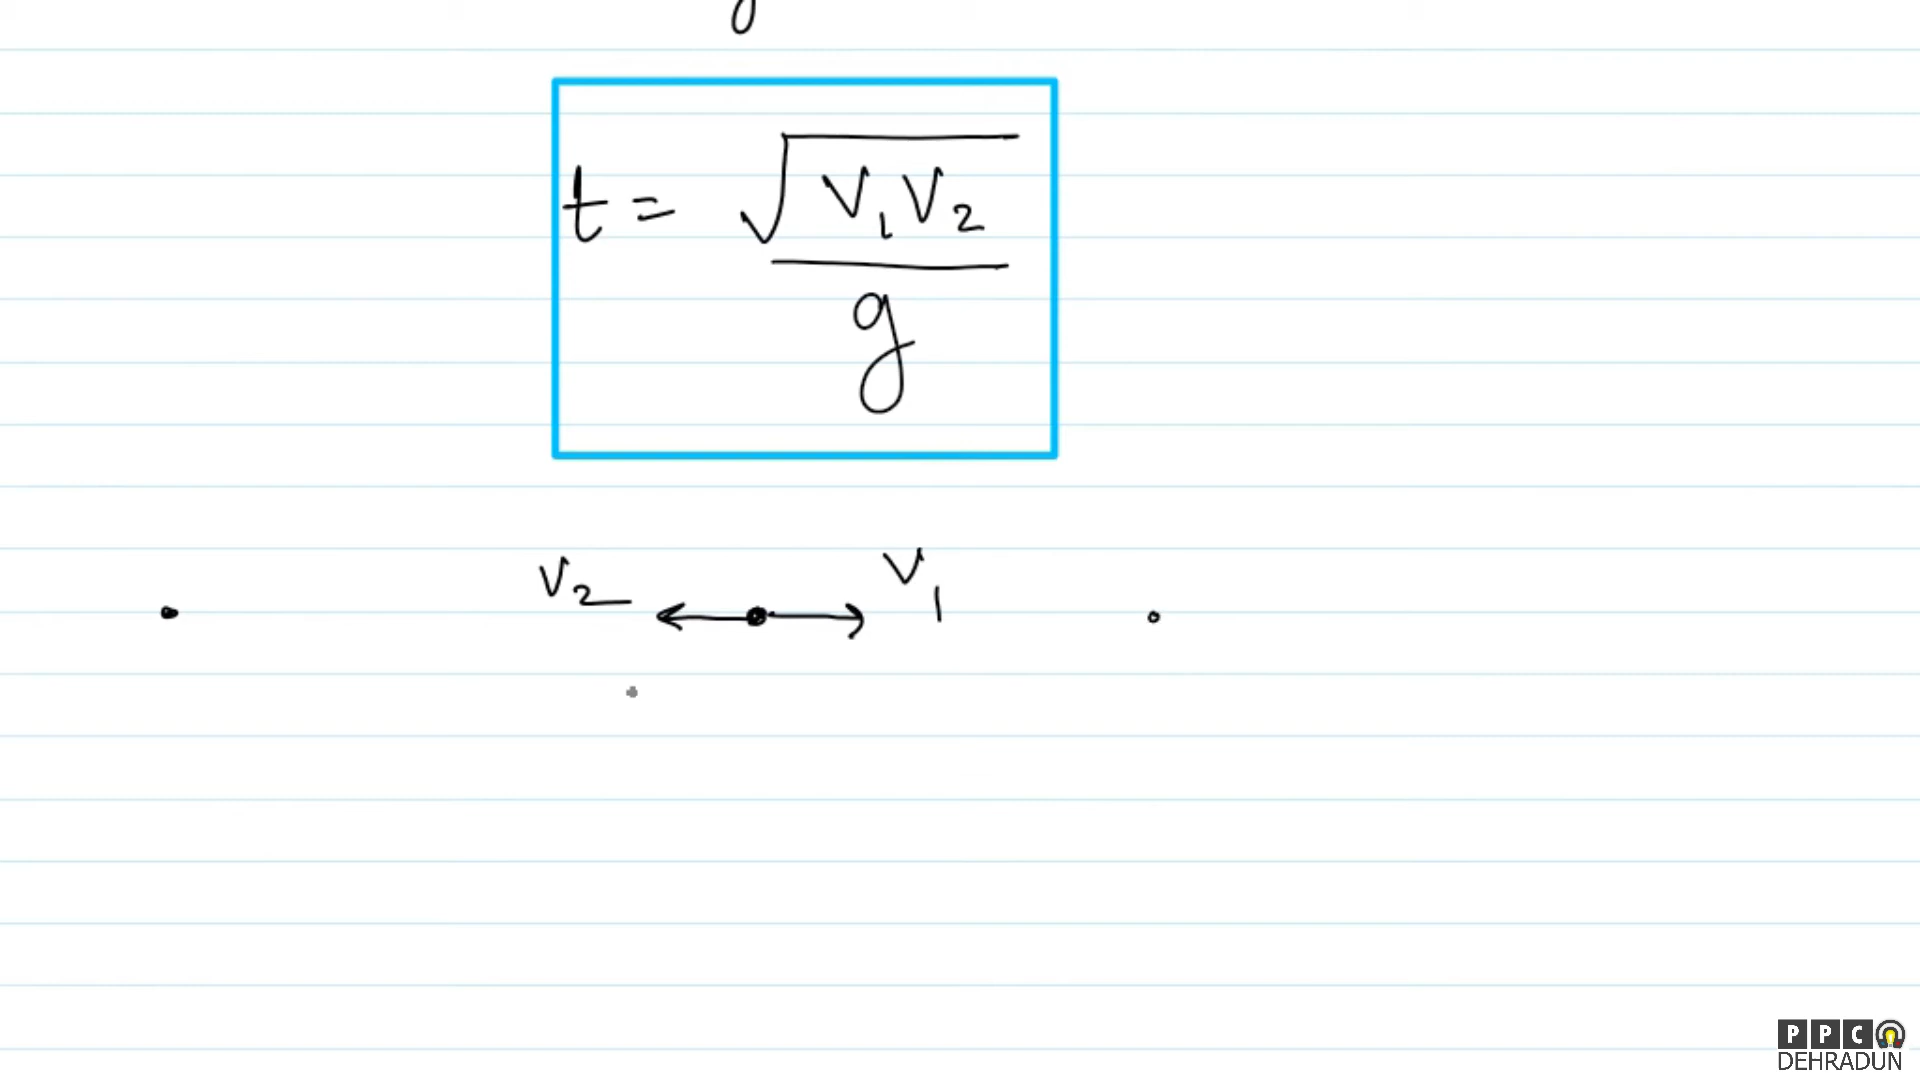 g
t = √V₁V₂
g
V₂ V₁
PPC
DEHRADUN